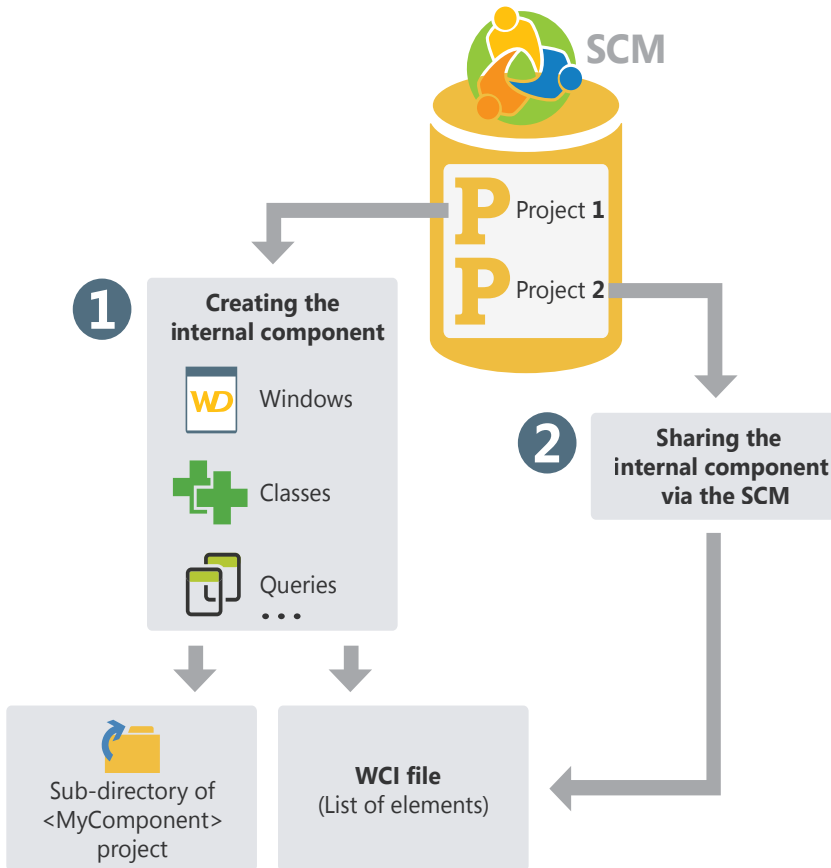 SCM
P Project 1
P Project 2
1
Creating the
internal component
WD Windows
Classes
Queries
...
2
Sharing the
internal component
via the SCM
Sub-directory of
<MyComponent>
project
WCI file
(List of elements)